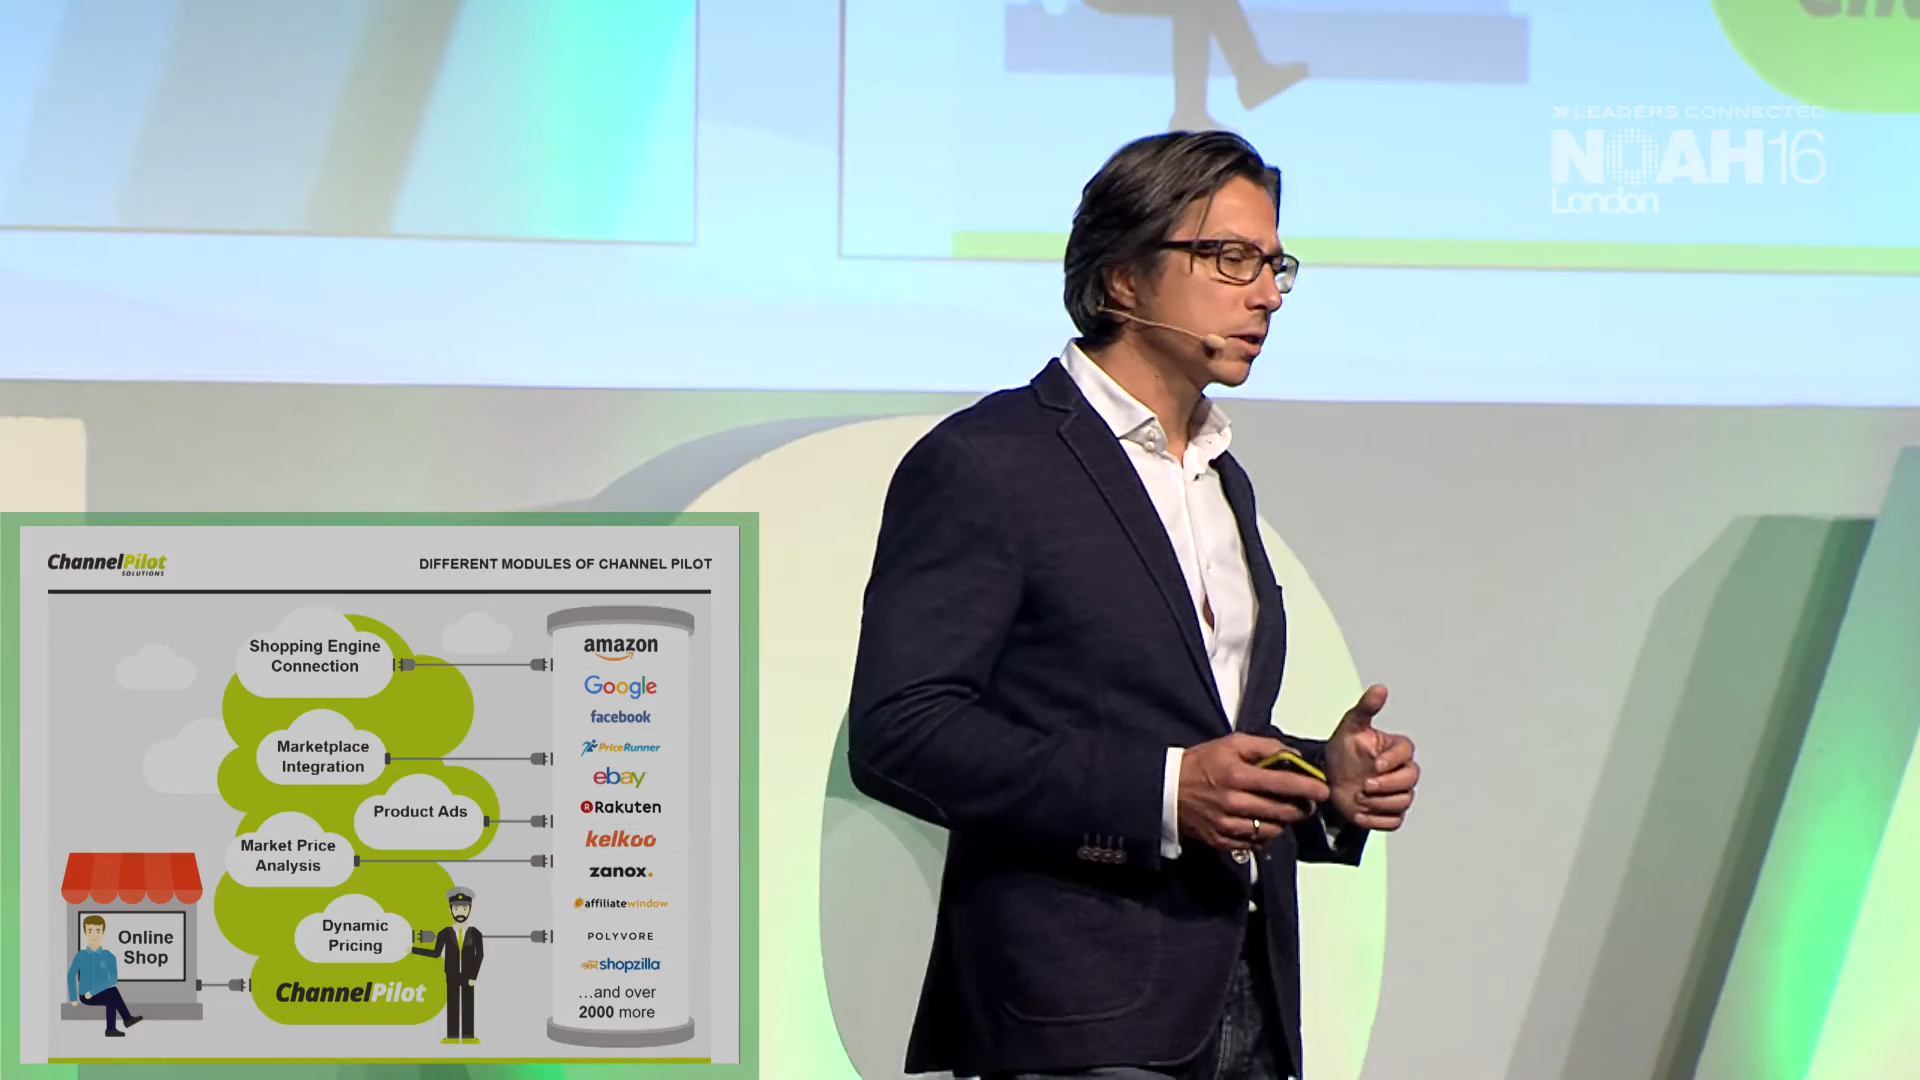 LEADERS CONNECTED
NOAH16
London
ChannelPilot
SOLUTIONS
DIFFERENT MODULES OF CHANNEL PILOT
Shopping Engine
Connection
Marketplace
Integration
Product Ads
Market Price
Analysis
Dynamic
Pricing
Online
Shop
ChannelPilot
amazon
Google
facebook
PriceRunner
ebay
R Rakuten
kelkoo
zanox.
affiliatewindow
POLYVORE
shopzilla
...and over
2000 more